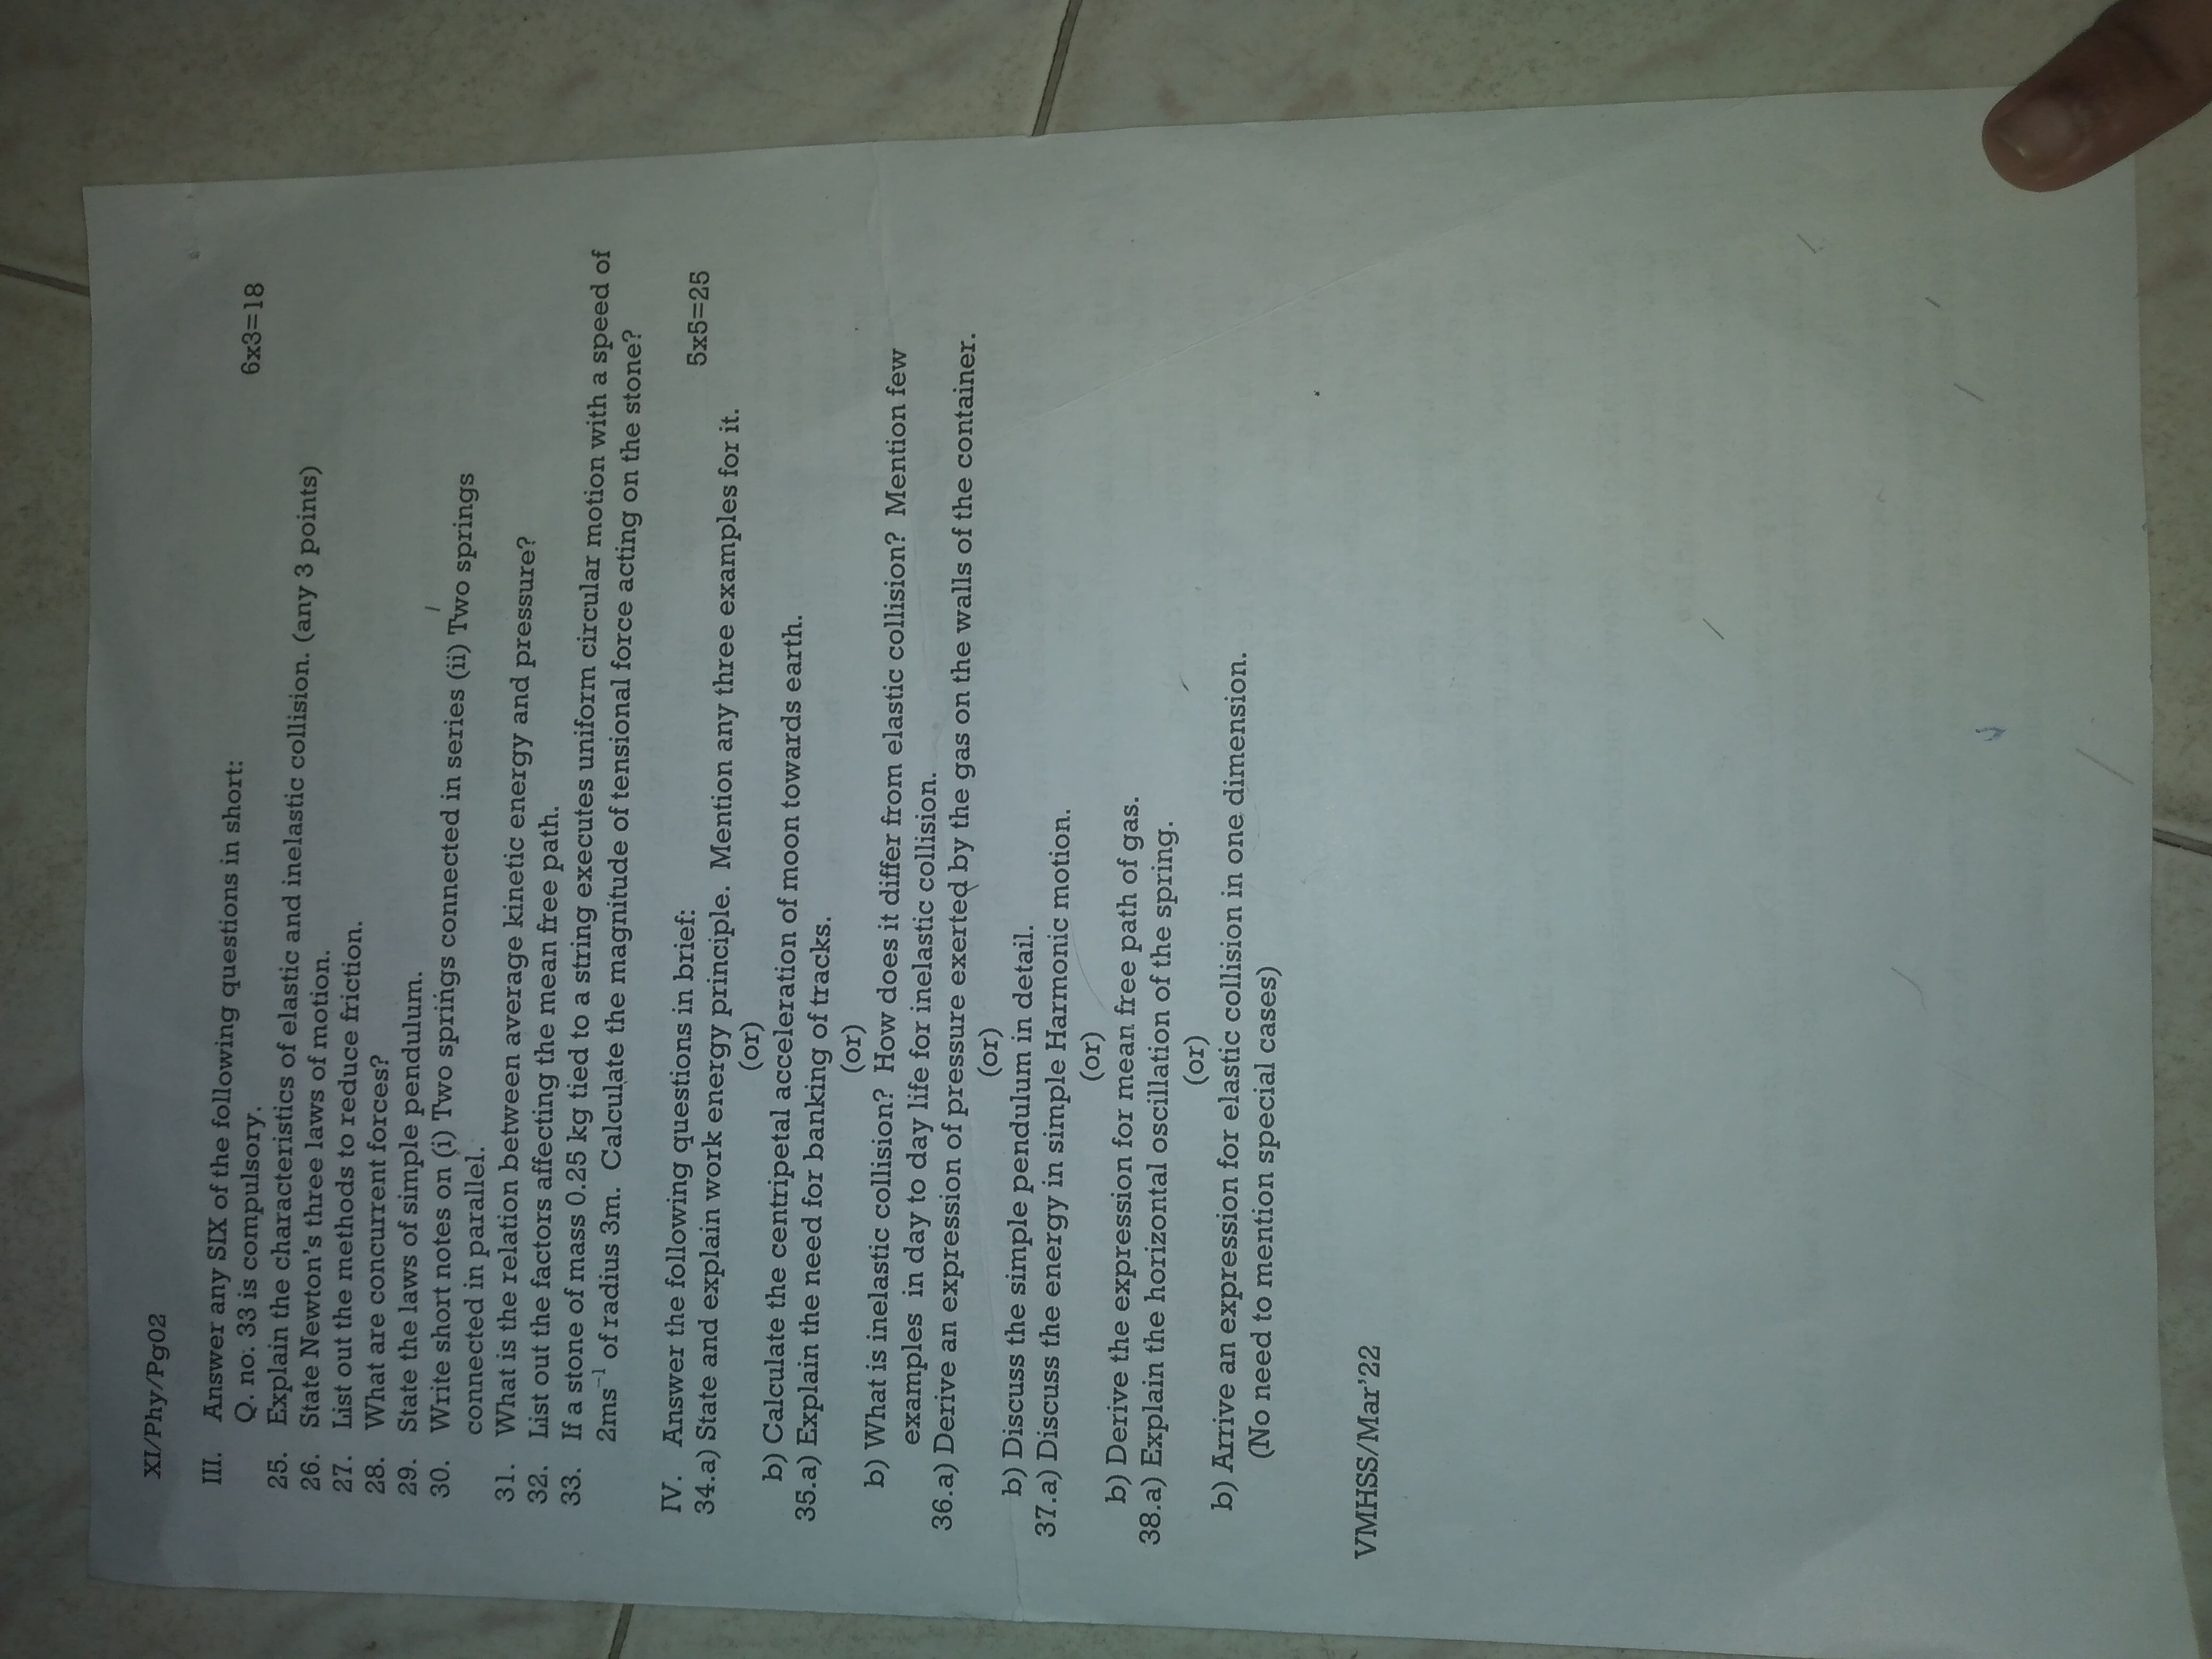 XI/Phy/Pg02
III. Answer any SIX of the following questions in short:
Q. no. 33 is compulsory. 6x3=18
25. Explain the characteristics of elastic and inelastic collision. (any 3 points)
26. State Newton's three laws of motion.
27. List out the methods to reduce friction.
28. What are concurrent forces?
29. State the laws of simple pendulum.
30. Write short notes on (i) Two springs connected in series (ii) Two springs
connected in parallel.
31. What is the relation between average kinetic energy and pressure?
32. List out the factors affecting the mean free path.
33. If a stone of mass 0.25 kg tied to a string executes uniform circular motion with a speed of
2ms⁻¹ of radius 3m. Calculate the magnitude of tensional force acting on the stone?
IV. Answer the following questions in brief: 5x5=25
34.a) State and explain work energy principle. Mention any three examples for it.
(or)
b) Calculate the centripetal acceleration of moon towards earth.
35.a) Explain the need for banking of tracks.
(or)
b) What is inelastic collision? How does it differ from elastic collision? Mention few
examples in day to day life for inelastic collision.
36.a) Derive an expression of pressure exerted by the gas on the walls of the container.
(or)
b) Discuss the simple pendulum in detail.
37.a) Discuss the energy in simple Harmonic motion.
(or)
b) Derive the expression for mean free path of gas.
38.a) Explain the horizontal oscillation of the spring.
(or)
b) Arrive an expression for elastic collision in one dimension.
(No need to mention special cases)
VMHSS/Mar'22